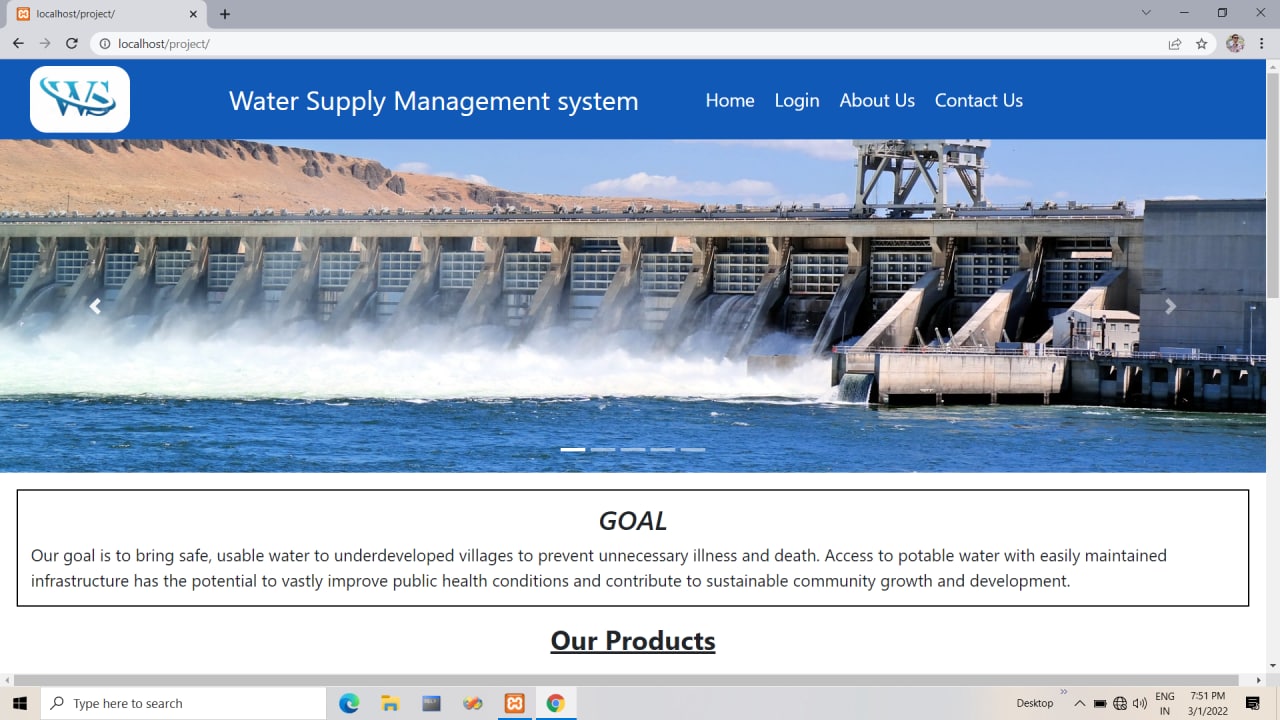 localhost/project/
localhost/project/
WS
Water Supply Management system
Home Login About Us Contact Us
GOAL
Our goal is to bring safe, usable water to underdeveloped villages to prevent unnecessary illness and death. Access to potable water with easily maintained
infrastructure has the potential to vastly improve public health conditions and contribute to sustainable community growth and development.
Our Products
Type here to search
Desktop
ENG
IN
7:51 PM
3/1/2022